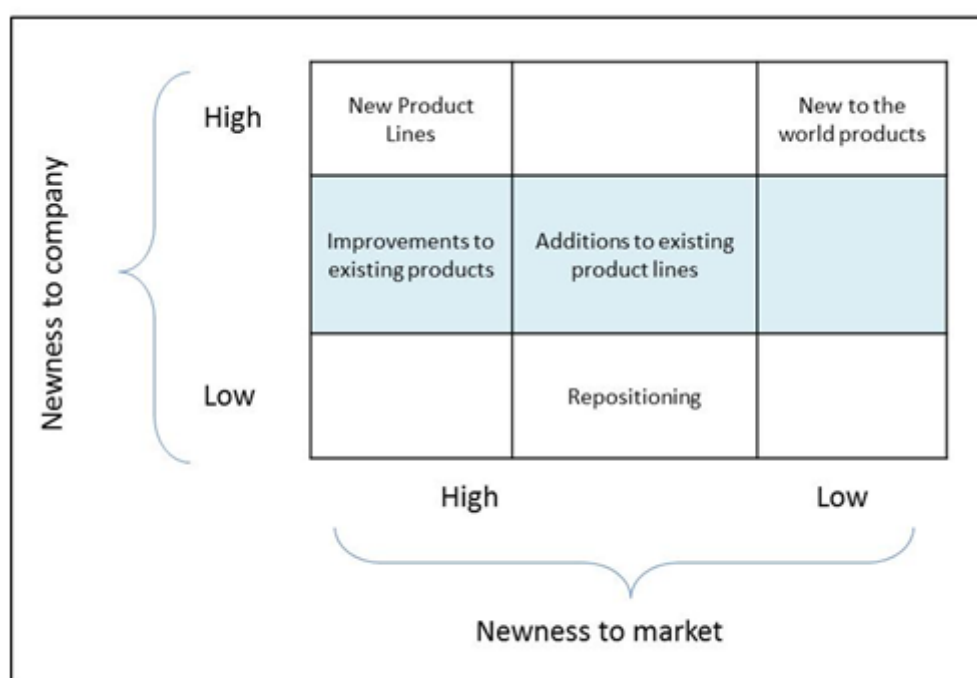 Newness to company
High
New Product
Lines
New to the
world products
Improvements to
existing products
Additions to existing
product lines
Low
Repositioning
High
Low
Newness to market